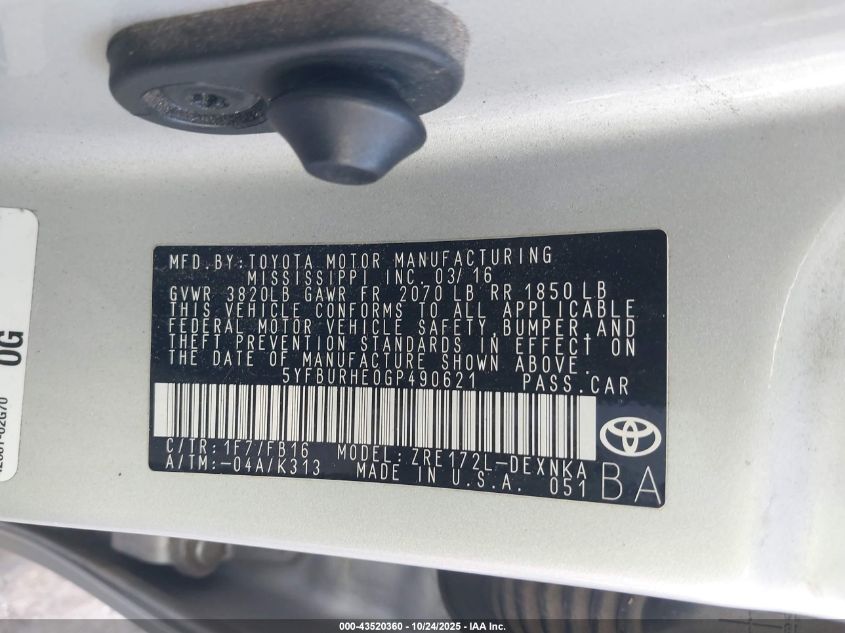 MFD. BY: TOYOTA MOTOR MANUFACTURING
MISSISSIPPI INC 03/16
GVWR 3820LB GAWR FR 2070 LB RR 1850 LB
THIS VEHICLE CONFORMS TO ALL APPLICABLE
FEDERAL MOTOR VEHICLE SAFETY, BUMPER, AND
THEFT PREVENTION STANDARDS IN EFFECT ON
THE DATE OF MANUFACTURE SHOWN ABOVE.
5YFBURHE0GP490621 PASS. CAR
C/TR: 1F7/FB16 MODEL: ZRE172L-DEXNKA
A/TM: -04A/K313 MADE IN U.S.A. 051
BA
0G
000-43520360 - 10/24/2025 - IAA Inc.